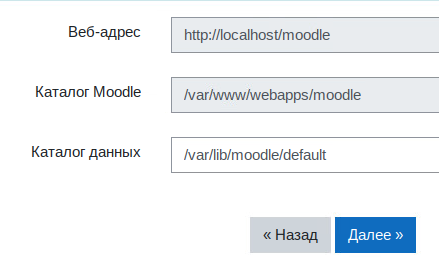 Веб-адрес http://localhost/moodle
Каталог Moodle /var/www/webapps/moodle
Каталог данных /var/lib/moodle/default
« Назад Далее »